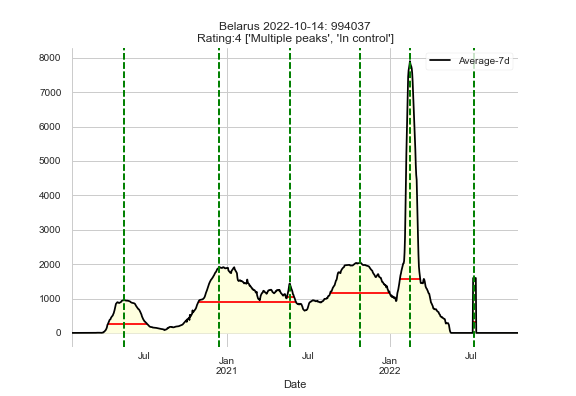 Belarus 2022-10-14: 994037
Rating:4 ['Multiple peaks', 'In control']
Average-7d
8000
7000
6000
5000
4000
3000
2000
1000
0
Jul
Jan
2021
Jul
Jan
2022
Jul
Date